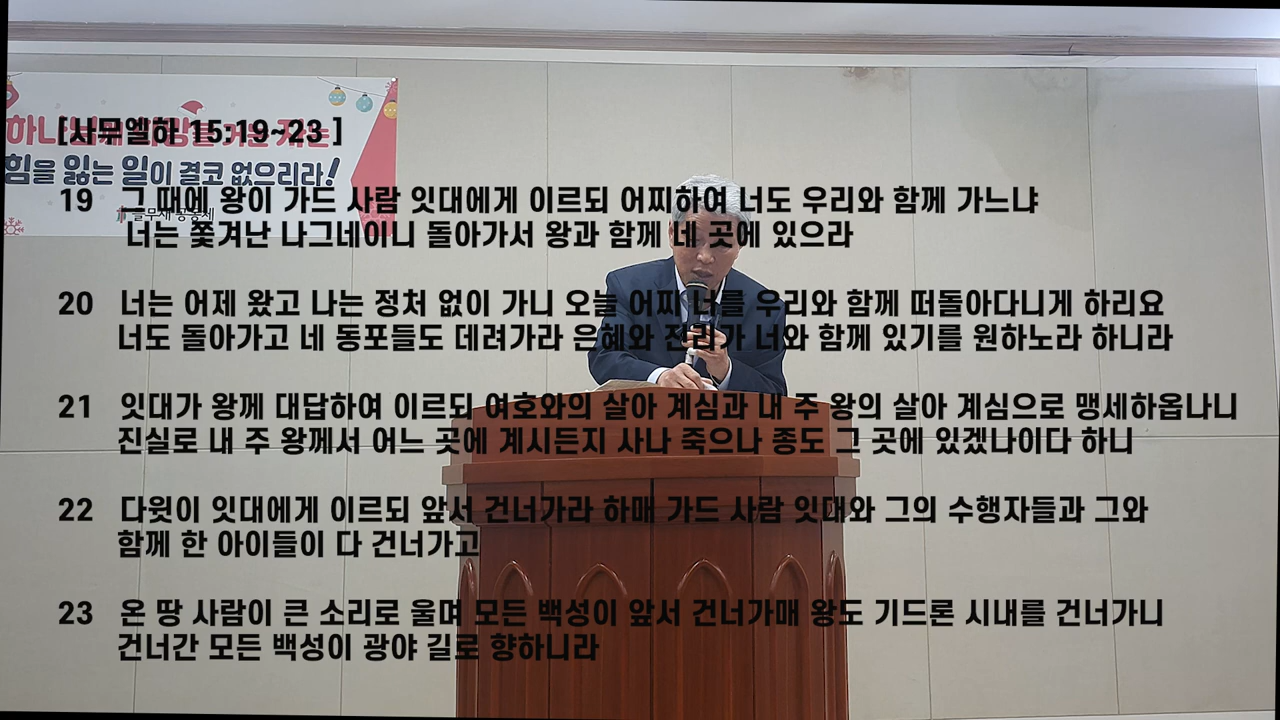 [사무엘하 15:19~23 ]
힘을 잃는 일이 결코 없으리라!
19 그 때에 왕이 가드 사람 잇대에게 이르되 어찌하여 너도 우리와 함께 가느냐
너는 쫓겨난 나그네이니 돌아가서 왕과 함께 네 곳에 있으라
20 너는 어제 왔고 나는 정처 없이 가니 오늘 어찌 너를 우리와 함께 떠돌아다니게 하리요
너도 돌아가고 네 동포들도 데려가라 은혜와 진리가 너와 함께 있기를 원하노라 하니라
21 잇대가 왕께 대답하여 이르되 여호와의 살아 계심과 내 주 왕의 살아 계심으로 맹세하옵나니
진실로 내 주 왕께서 어느 곳에 계시든지 사나 죽으나 종도 그 곳에 있겠나이다 하니
22 다윗이 잇대에게 이르되 앞서 건너가라 하매 가드 사람 잇대와 그의 수행자들과 그와
함께 한 아이들이 다 건너가고
23 온 땅 사람이 큰 소리로 울며 모든 백성이 앞서 건너가매 왕도 기드론 시내를 건너가니
건너간 모든 백성이 광야 길로 향하니라